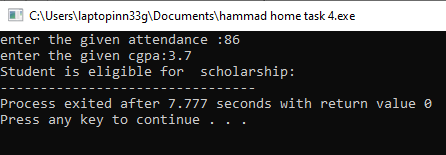 C:\Users\laptopinn33g\Documents\hammad home task 4.exe
enter the given attendance :86
enter the given cgpa:3.7
Student is eligible for  scholarship:
--------------------------------
Process exited after 7.777 seconds with return value 0
Press any key to continue . . .